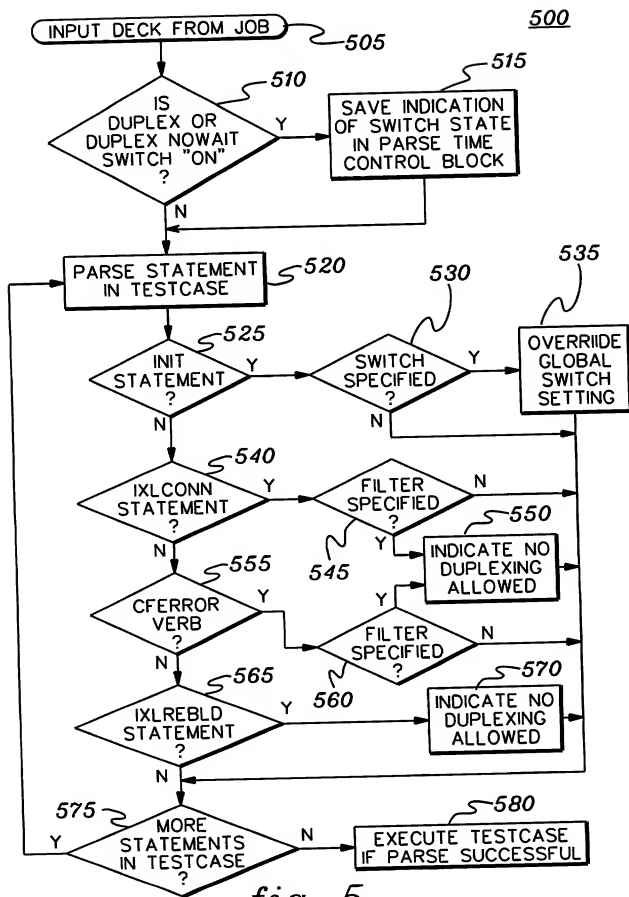 INPUT DECK FROM JOB
505
500
510
IS
DUPLEX OR
DUPLEX NOWAIT
SWITCH "ON"
?
Y
N
515
SAVE INDICATION
OF SWITCH STATE
IN PARSE TIME
CONTROL BLOCK
PARSE STATEMENT
IN TESTCASE
520
525
INIT
STATEMENT
?
Y
N
530
SWITCH
SPECIFIED
?
Y
N
535
OVERRIIDE
GLOBAL
SWITCH
SETTING
540
IXLCONN
STATEMENT
?
Y
N
FILTER
SPECIFIED
?
N
Y
545
550
INDICATE NO
DUPLEXING
ALLOWED
555
CFERROR
VERB
?
Y
N
Y
FILTER
SPECIFIED
?
N
560
565
IXLREBLD
STATEMENT
?
Y
N
570
INDICATE NO
DUPLEXING
ALLOWED
575
MORE
STATEMENTS
IN TESTCASE
?
Y
N
580
EXECUTE TESTCASE
IF PARSE SUCCESSFUL
fig. 5